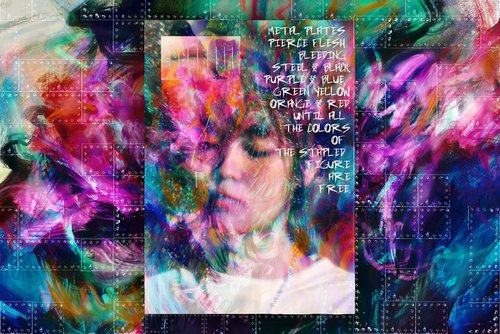 METAL PLATES
PIERCE FLESH
BLEEDING
STEEL & BLACK
PURPLE & BLUE
GREEN YELLOW
ORANGE & RED
UNTIL ALL
THE COLORS
OF
THE STAPLED
FIGURE
ARE
FREE